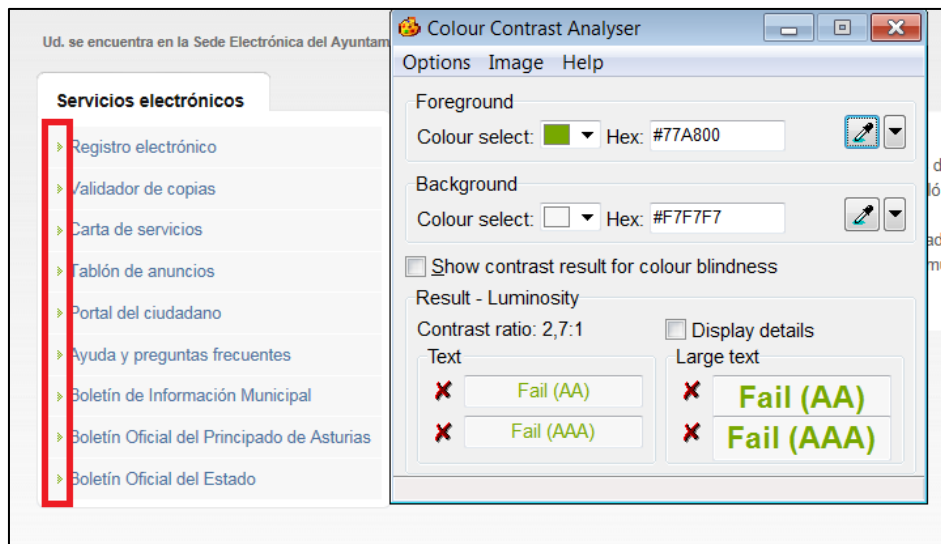 Ud. se encuentra en la Sede Electrónica del
Servicios electrónicos
Registro electrónico
Validador de copias
Carta de servicios
Tablón de anuncios
Portal del ciudadano
Ayuda y preguntas frecuentes
Boletín de Información Municipal
Boletín Oficial del Principado de Asturias
Boletín Oficial del Estado
Colour Contrast Analyser
Options Image Help
Foreground
Colour select: Hex: #77A800
Background
Colour select: Hex: #F7F7F7
Show contrast result for colour blindness
Result - Luminosity
Contrast ratio: 2,7:1 Display details
Text Large text
Fail (AA) Fail (AA)
Fail (AAA) Fail (AAA)